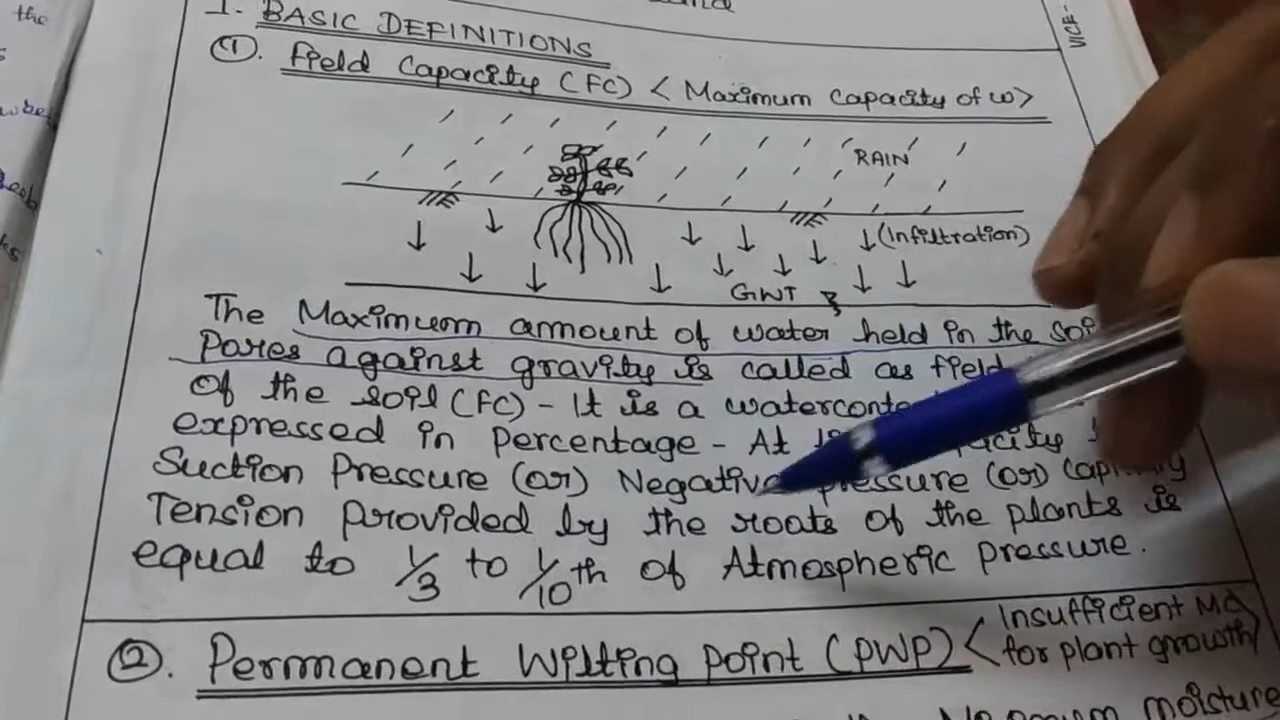 the
I. BASIC DEFINITIONS
①. Field Capacity (FC) < Maximum capacity of w>
RAIN
(Infiltration)
GWT
The Maximum amount of water held in the
Pores against gravity is called as field
of the soil (FC) - It is a
expressed in percentage - At
Suction Pressure (or) Negative pressure (or)
Tension provided by the roots of the plants is
equal to 1/3 to 1/10th of Atmospheric pressure.
②. Permanent Wilting point (PWP) < Insufficient MC
for plant growth>
moisture
VICE-